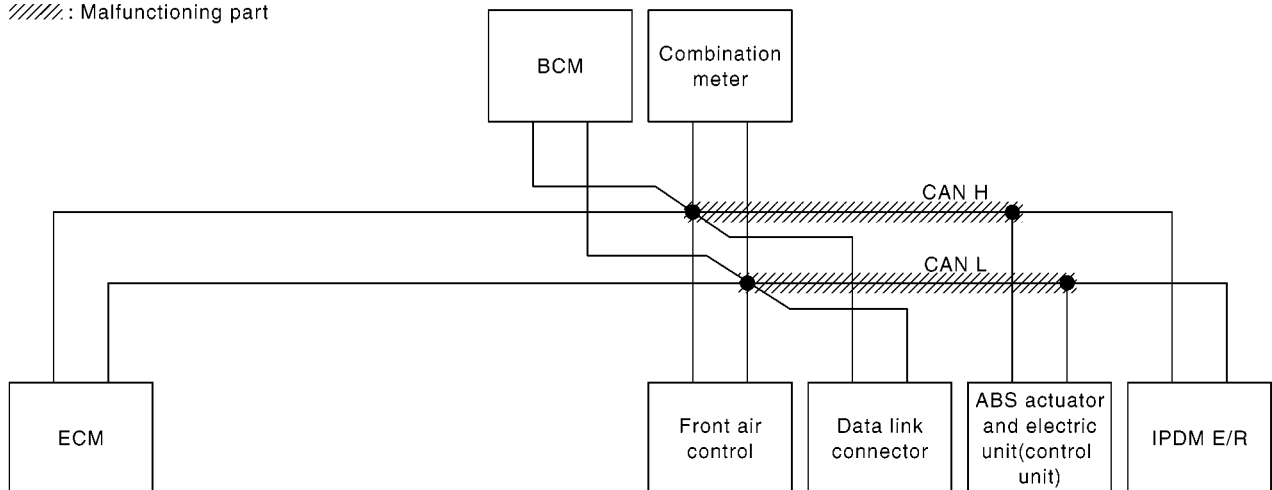 : Malfunctioning part
BCM
Combination
meter
CAN H
CAN L
ECM
Front air
control
Data link
connector
ABS actuator
and electric
unit(control
unit)
IPDM E/R